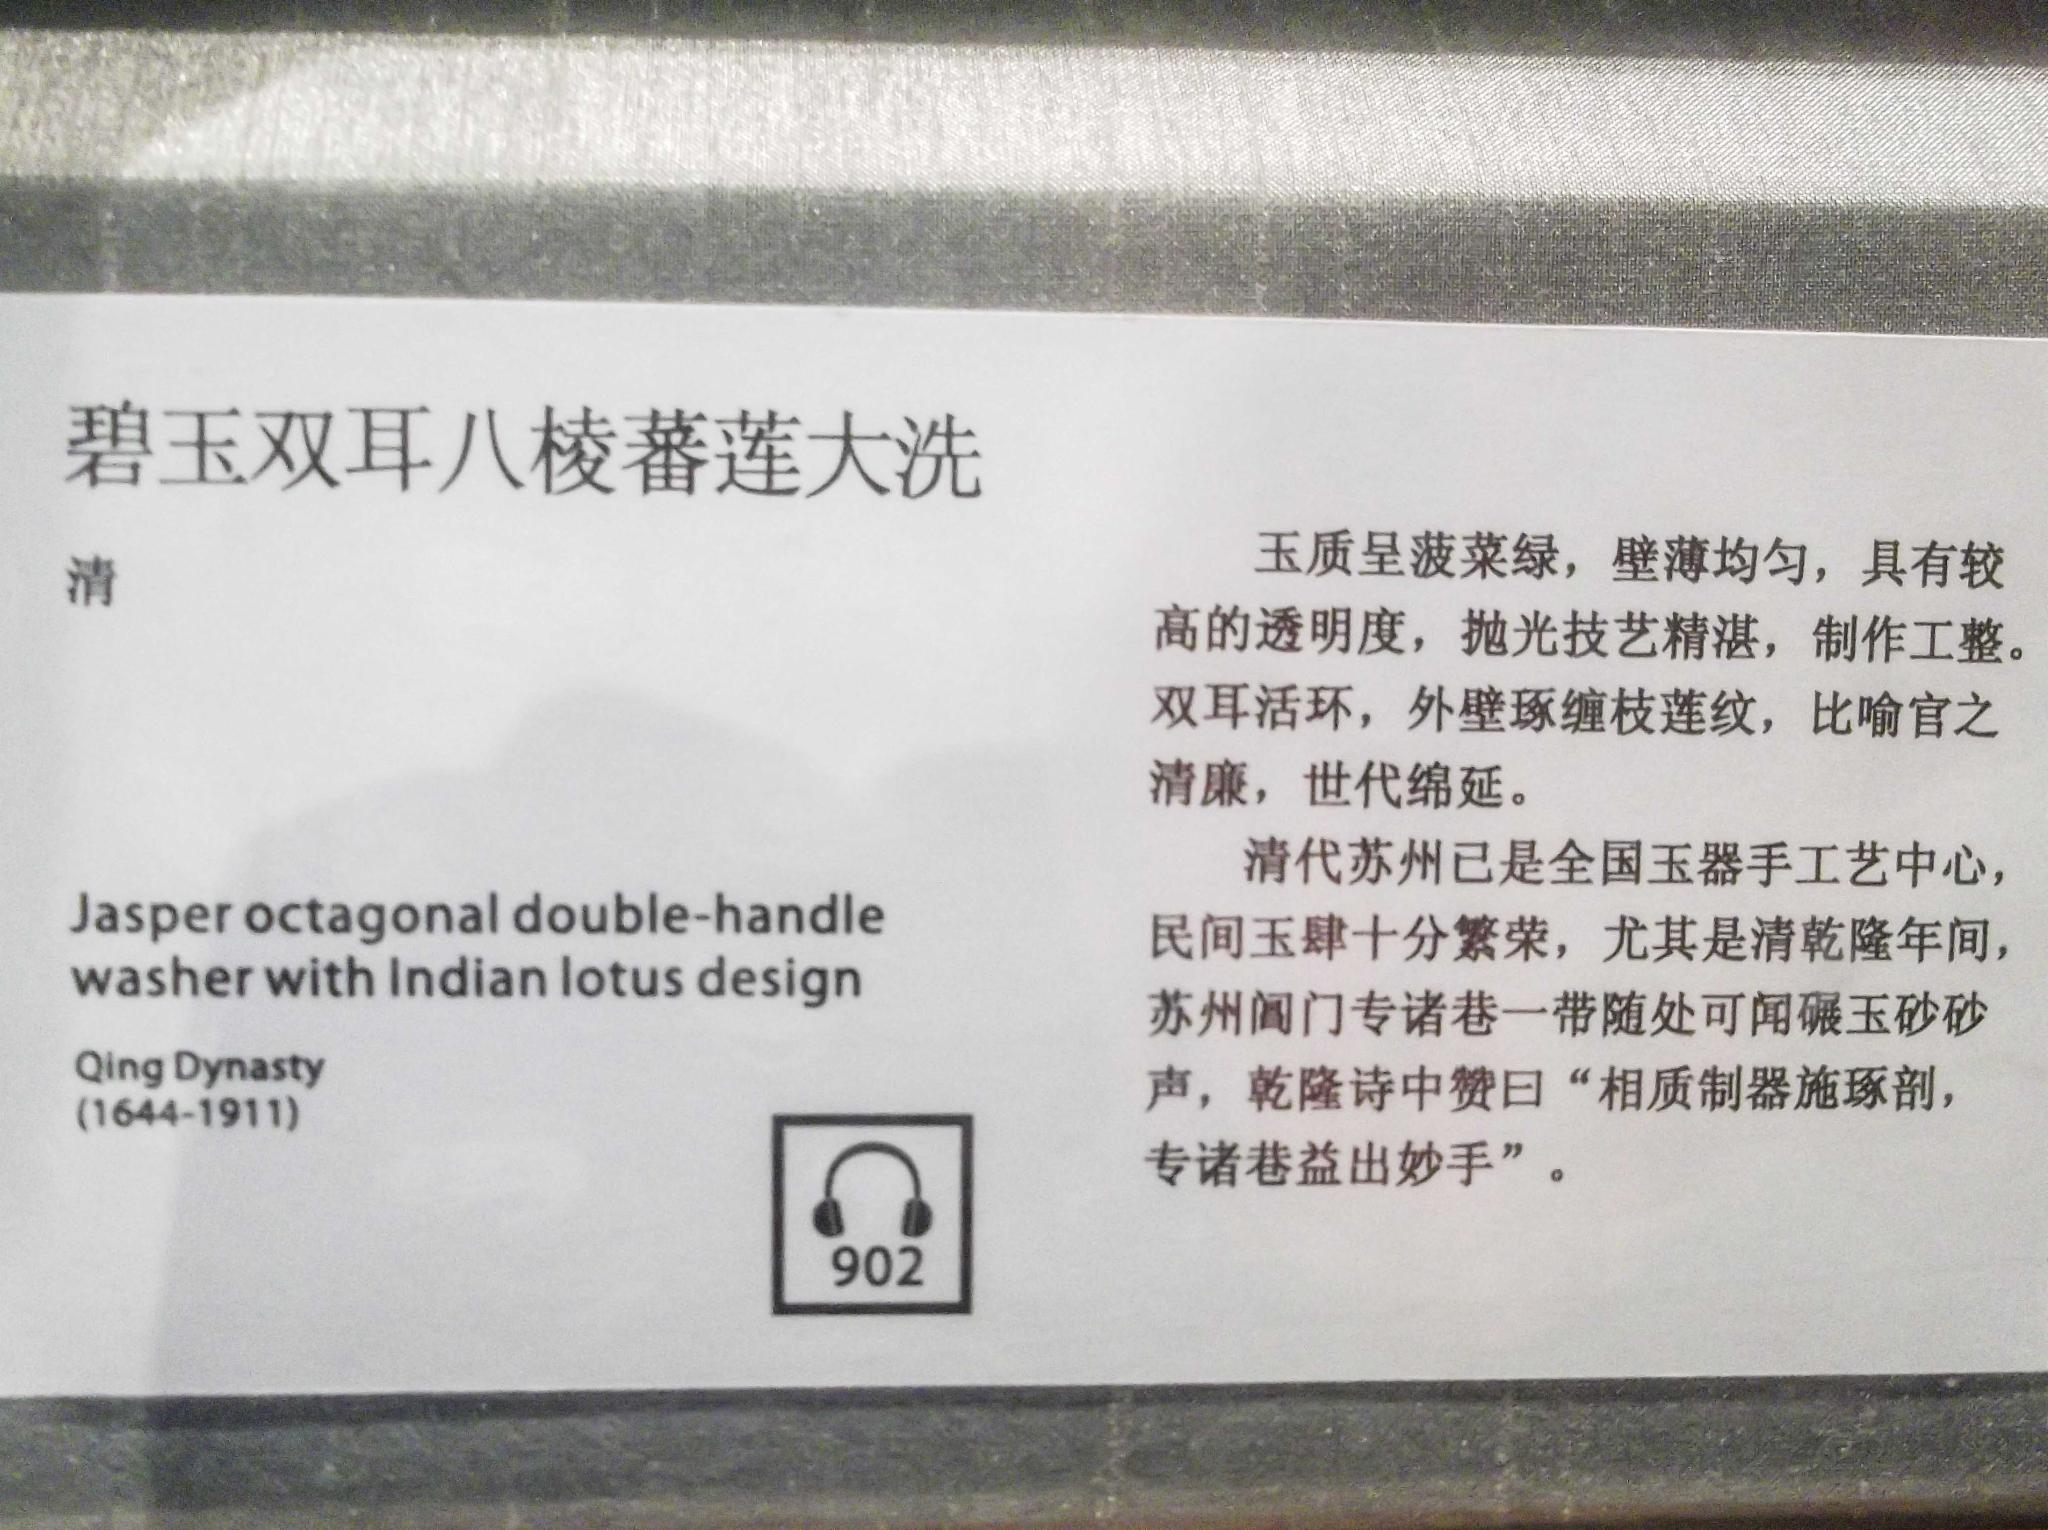 碧玉双耳八棱蕃莲大洗
清
Jasper octagonal double-handle
washer with Indian lotus design
Qing Dynasty
(1644-1911)
902
玉质呈菠菜绿，壁薄均匀，具有较
高的透明度，抛光技艺精湛，制作工整。
双耳活环，外壁琢缠枝莲纹，比喻官之
清廉，世代绵延。
清代苏州已是全国玉器手工艺中心，
民间玉肆十分繁荣，尤其是清乾隆年间，
苏州阊门专诸巷一带随处可闻碾玉砂砂
声，乾隆诗中赞曰“相质制器施琢剖，
专诸巷益出妙手”。